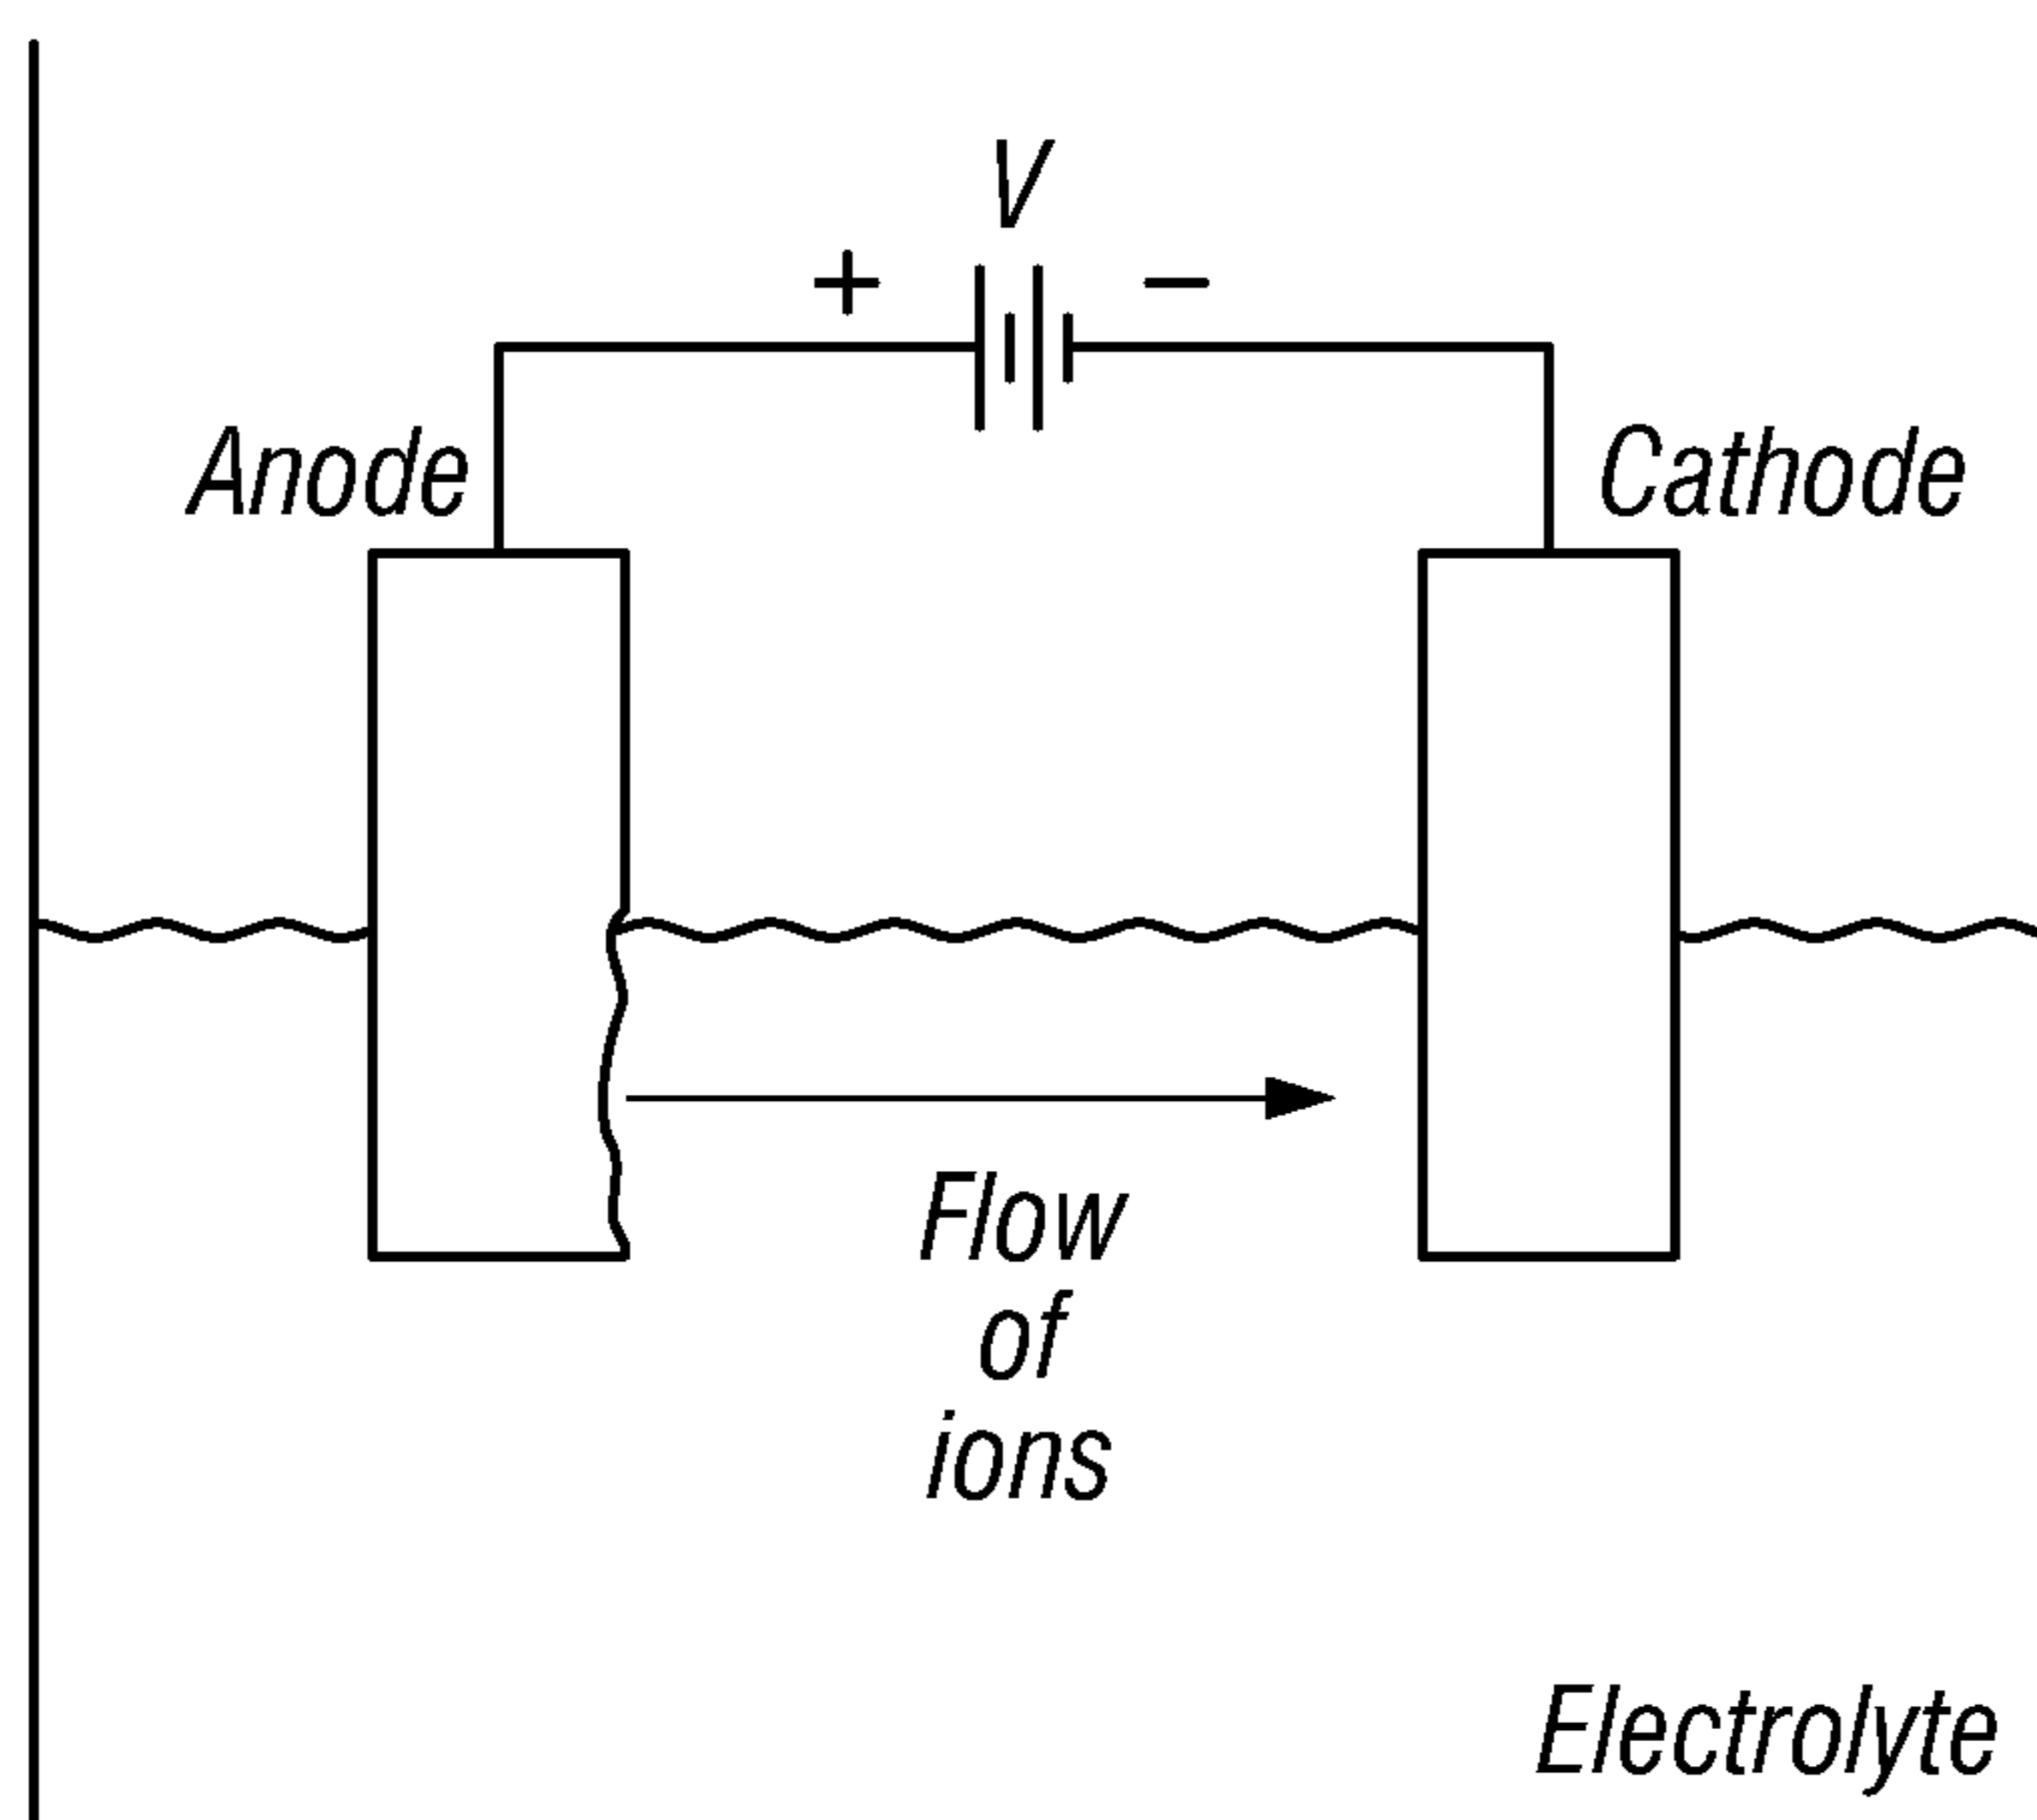 V
+ −
Anode
Cathode
Flow
of
ions
Electrolyte